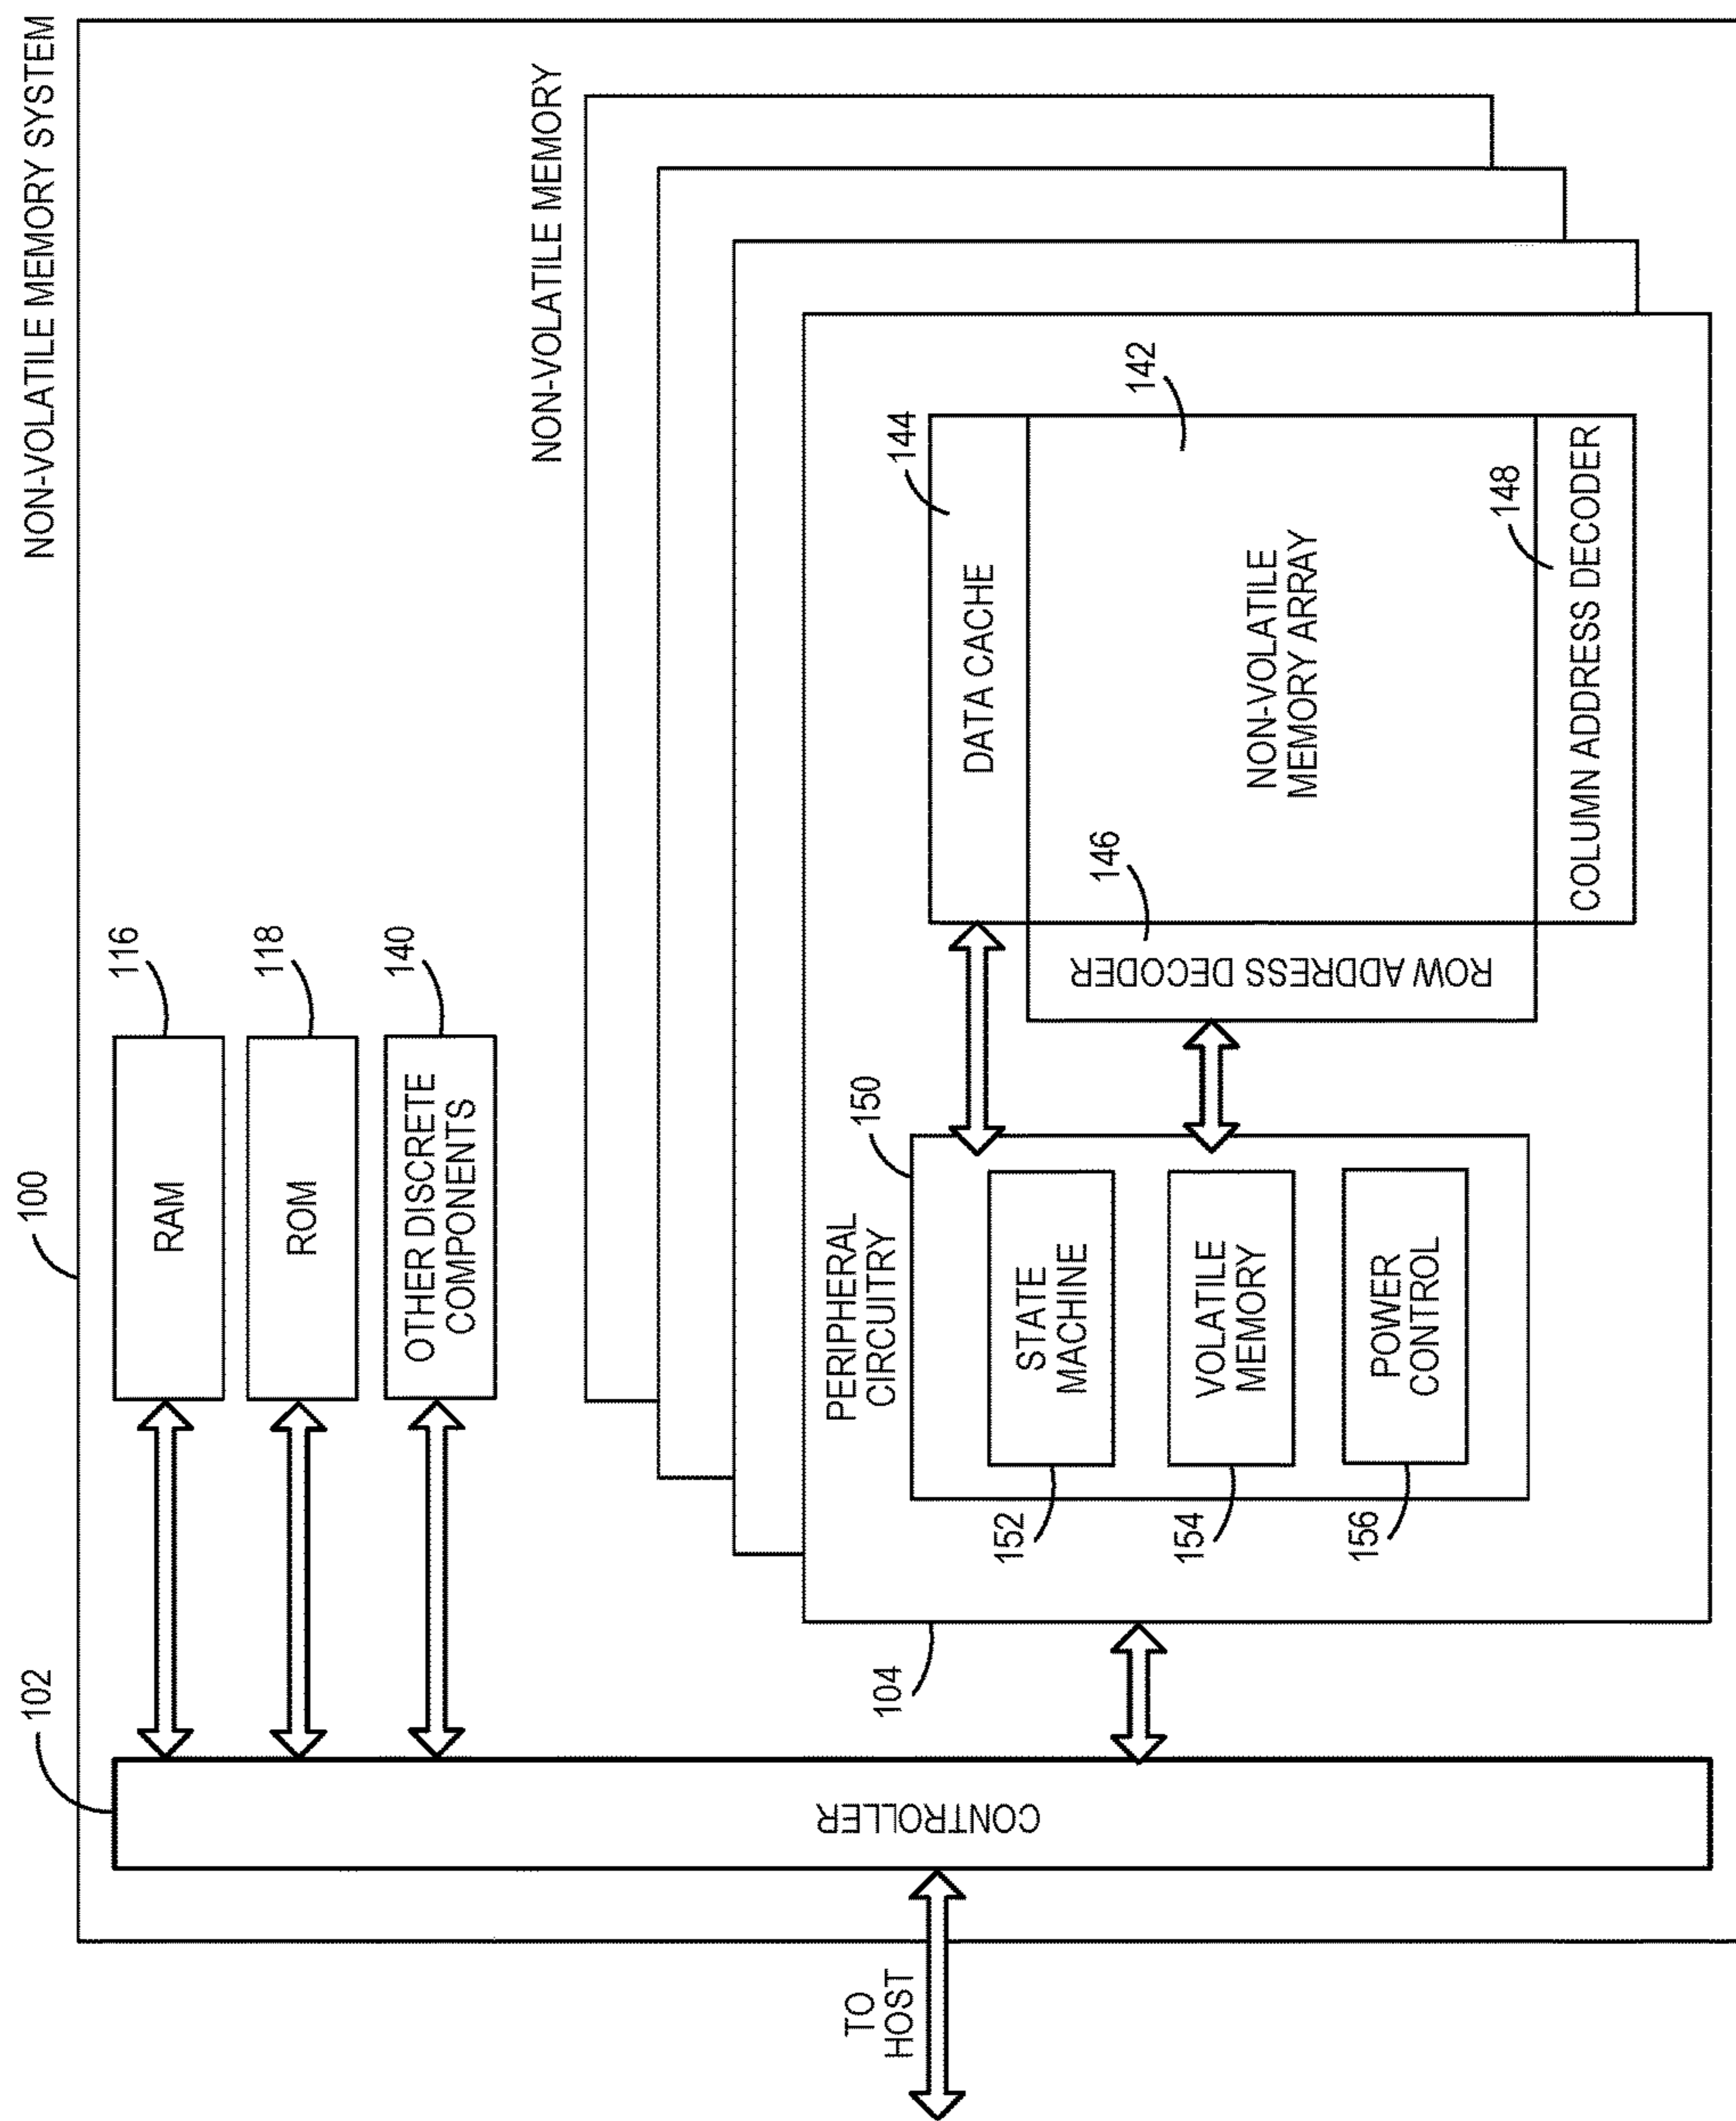 NON-VOLATILE MEMORY SYSTEM
100
102
116
RAM
118
ROM
140
OTHER DISCRETE
COMPONENTS
NON-VOLATILE MEMORY
TO
HOST
CONTROLLER
104
PERIPHERAL
CIRCUITRY
150
152
STATE
MACHINE
154
VOLATILE
MEMORY
156
POWER
CONTROL
144
DATA CACHE
146
ROW ADDRESS DECODER
142
NON-VOLATILE
MEMORY ARRAY
148
COLUMN ADDRESS DECODER